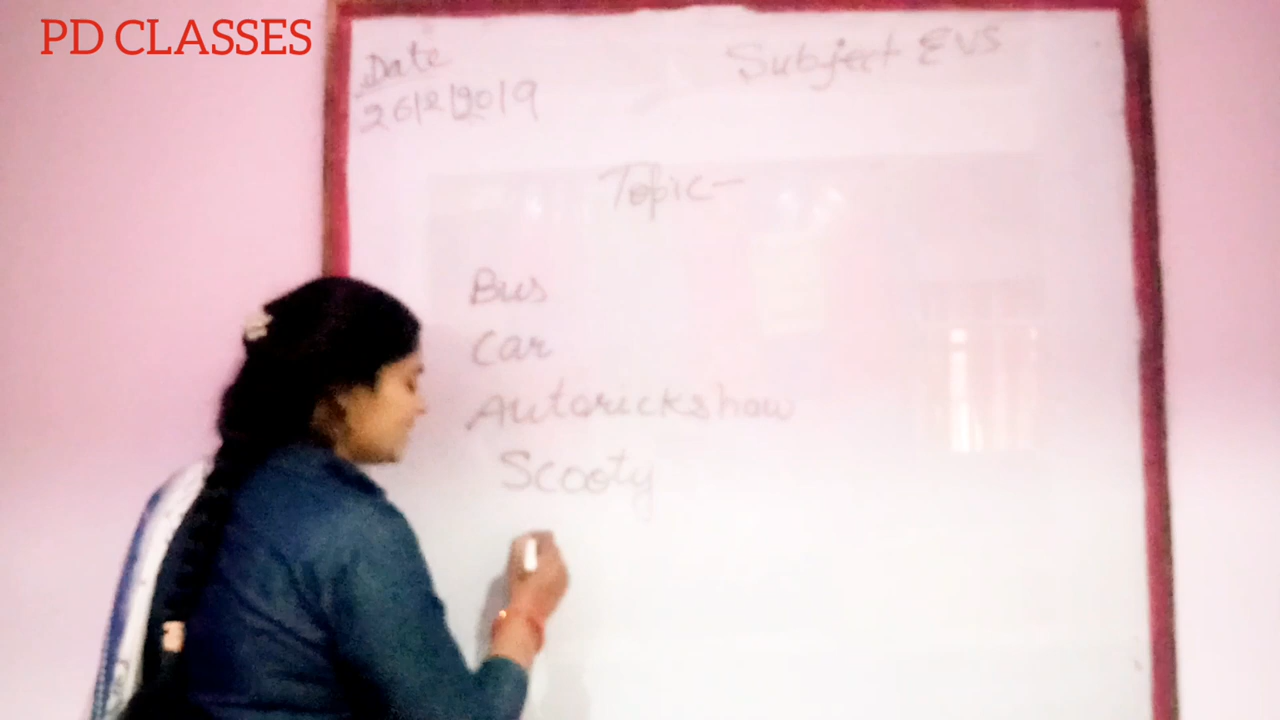 PD CLASSES
Date
Subject EVS
26/2/2019
Topic-
Bus
Car
Autorickshaw
Scooty